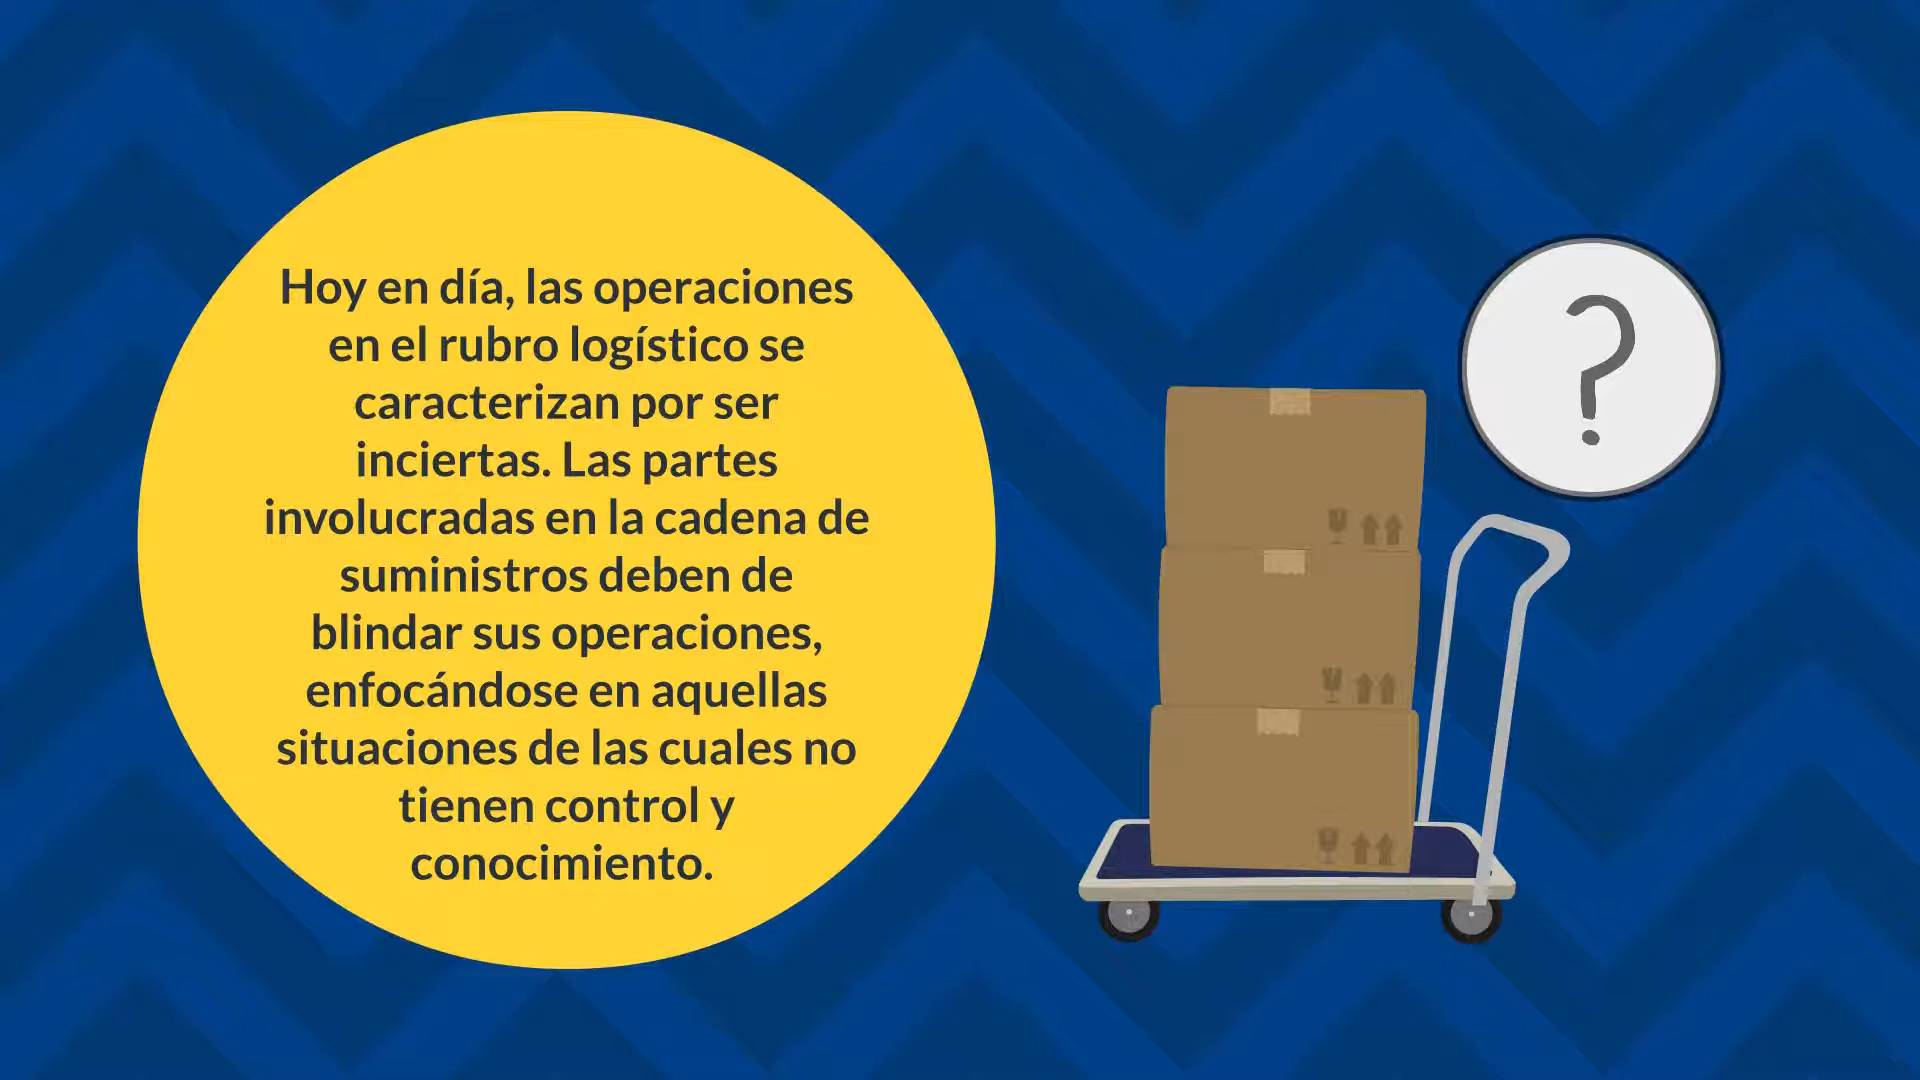 Hoy en día, las operaciones
en el rubro logístico se
caracterizan por ser
inciertas. Las partes
involucradas en la cadena de
suministros deben de
blindar sus operaciones,
enfocándose en aquellas
situaciones de las cuales no
tienen control y
conocimiento.
?